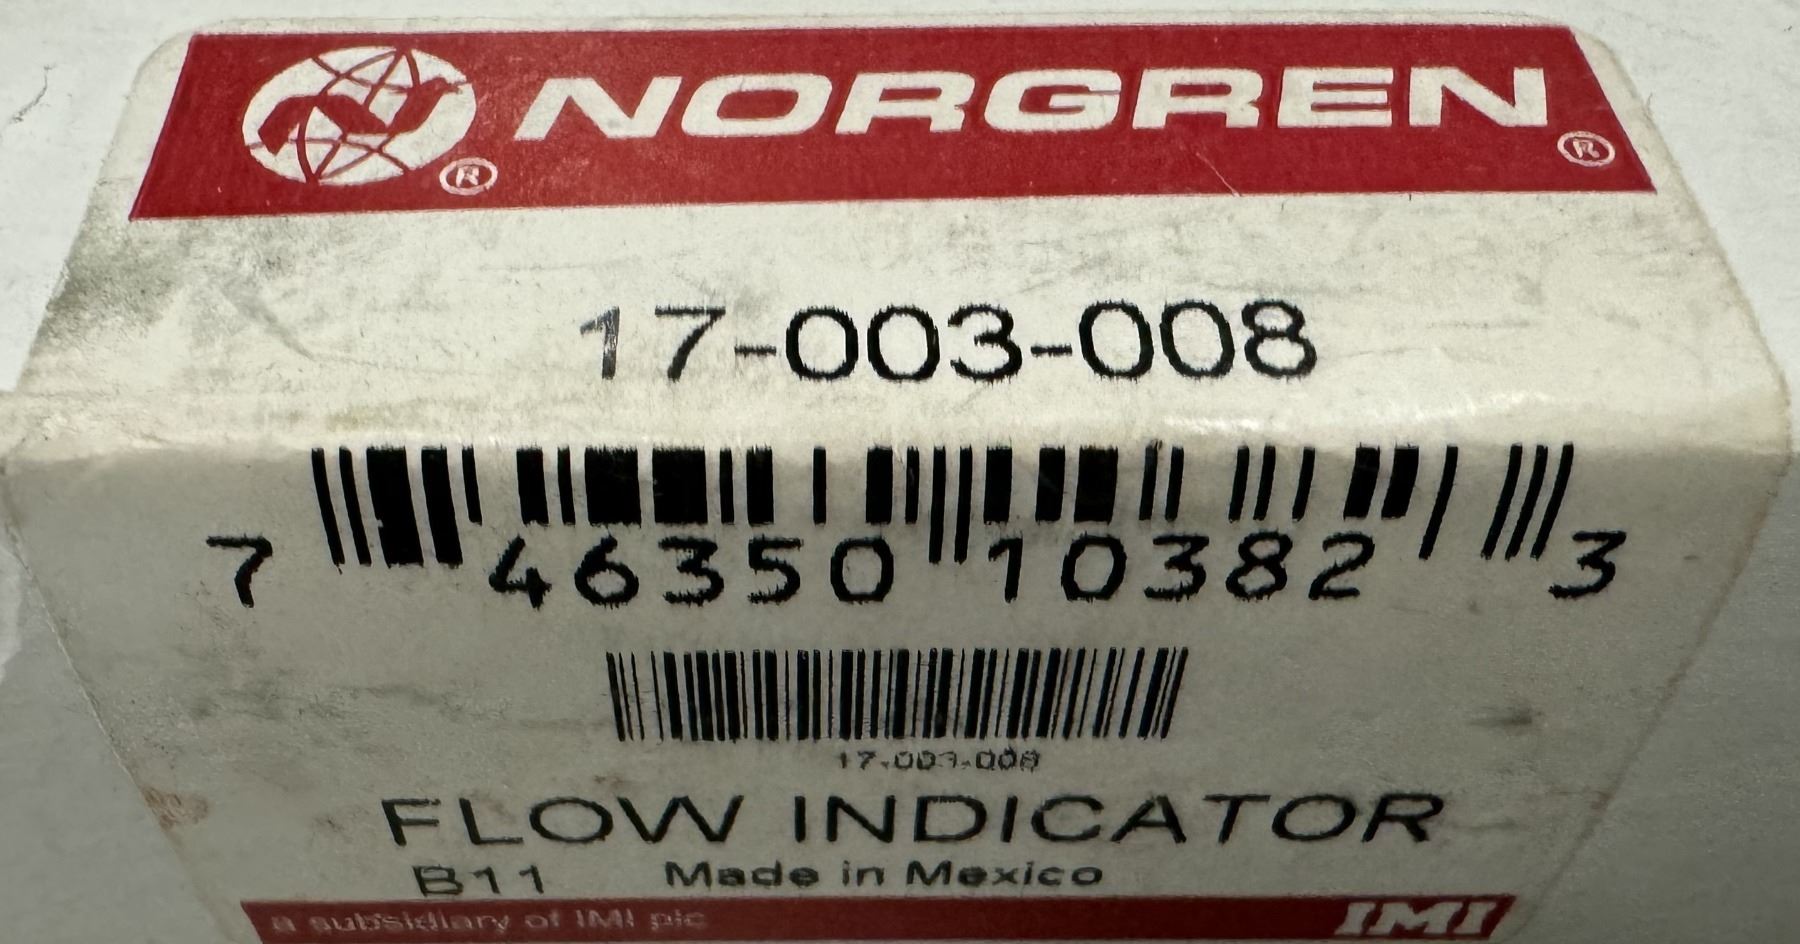 NORGREN
17-003-008
7 46350 10382 3
17-003-008
FLOW INDICATOR
B11 Made in Mexico
a subsidiary of IMI plc IMI